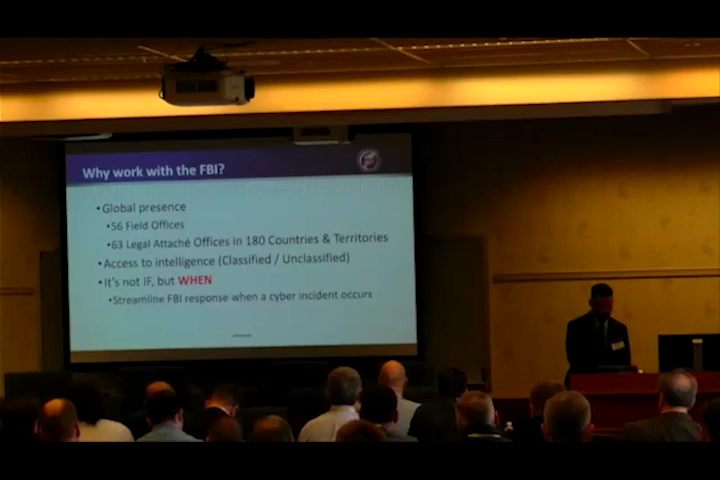 Why work with the FBI?
•Global presence
•56 Field Offices
•63 Legal Attaché Offices in 180 Countries & Territories
•Access to intelligence (Classified / Unclassified)
•It's not IF, but WHEN
•Streamline FBI response when a cyber incident occurs